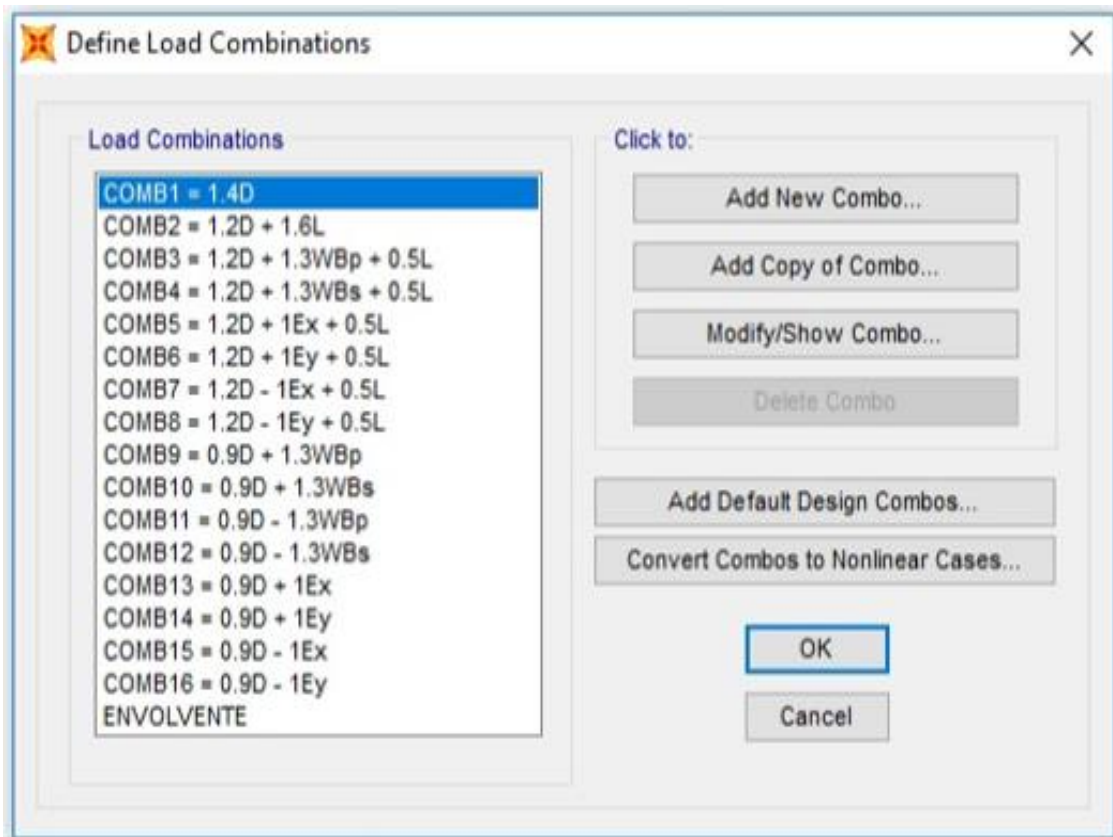 Define Load Combinations
Load Combinations
COMB1 = 1.4D
COMB2 = 1.2D + 1.6L
COMB3 = 1.2D + 1.3WBp + 0.5L
COMB4 = 1.2D + 1.3WBs + 0.5L
COMB5 = 1.2D + 1Ex + 0.5L
COMB6 = 1.2D + 1Ey + 0.5L
COMB7 = 1.2D - 1Ex + 0.5L
COMB8 = 1.2D - 1Ey + 0.5L
COMB9 = 0.9D + 1.3WBp
COMB10 = 0.9D + 1.3WBs
COMB11 = 0.9D - 1.3WBp
COMB12 = 0.9D - 1.3WBs
COMB13 = 0.9D + 1Ex
COMB14 = 0.9D + 1Ey
COMB15 = 0.9D - 1Ex
COMB16 = 0.9D - 1Ey
ENVOLVENTE
Click to:
Add New Combo...
Add Copy of Combo...
Modify/Show Combo...
Delete Combo
Add Default Design Combos...
Convert Combos to Nonlinear Cases...
OK
Cancel